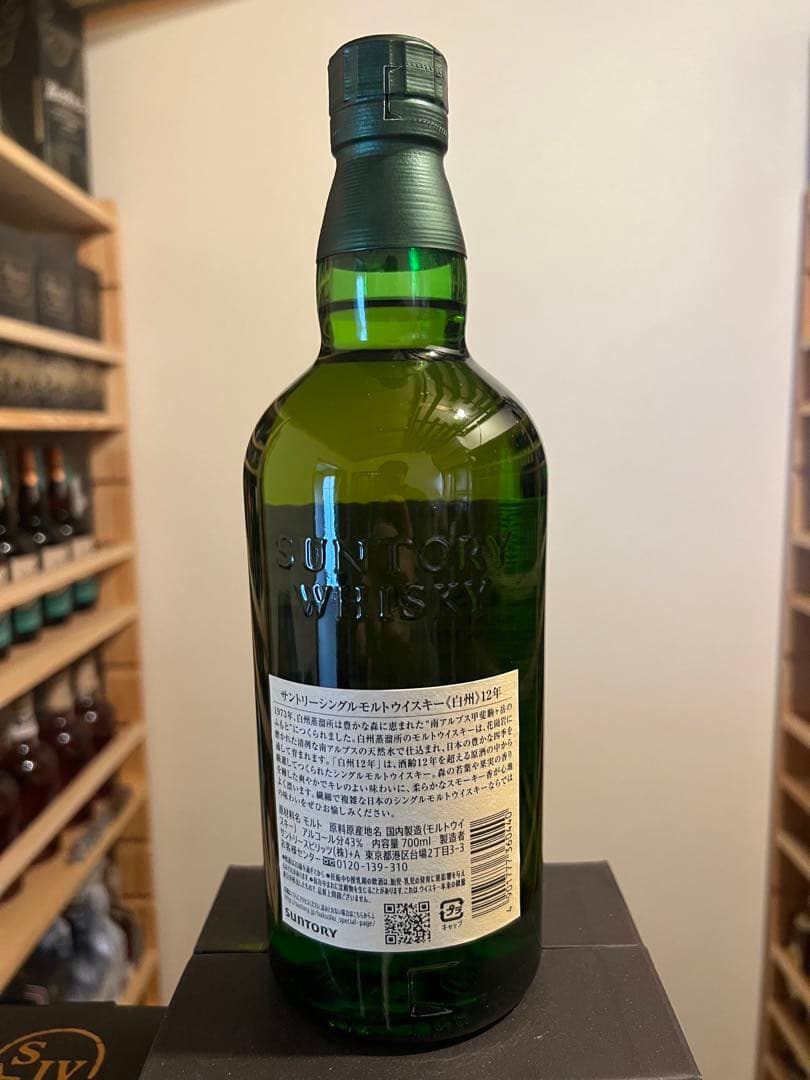 SUNTORY
WHISKY
サントリーシングルモルトウイスキー《白州》12年
1973年、白州蒸溜所は豊かな森に恵まれた"南アルプス甲斐駒ヶ岳の
ふもと"につくられました。白州蒸溜所のモルトウイスキーは、花崗岩に
磨かれた清冽な南アルプスの天然水で仕込まれ、日本の豊かな四季を
通して育まれます。「白州12年」は、酒齢12年を超える原酒の中から
厳選してつくられたシングルモルトウイスキー。森の若葉や果実の香り
を擁した爽やかでキレのよい味わいに、柔らかなスモーキー香が心地
よく漂います。繊細で複雑な日本のシングルモルトウイスキーならでは
の味わいをぜひお愉しみください。
原材料名 モルト 原料原産地名 国内製造(モルトウイ
スキー) アルコール分43% 内容量 700ml 製造者
サントリースピリッツ(株)+A 東京都港区台場2丁目3-3
お客様センター 0120-139-310
SUNTORY
プラ
キャップ
4 901777 360440
SIV